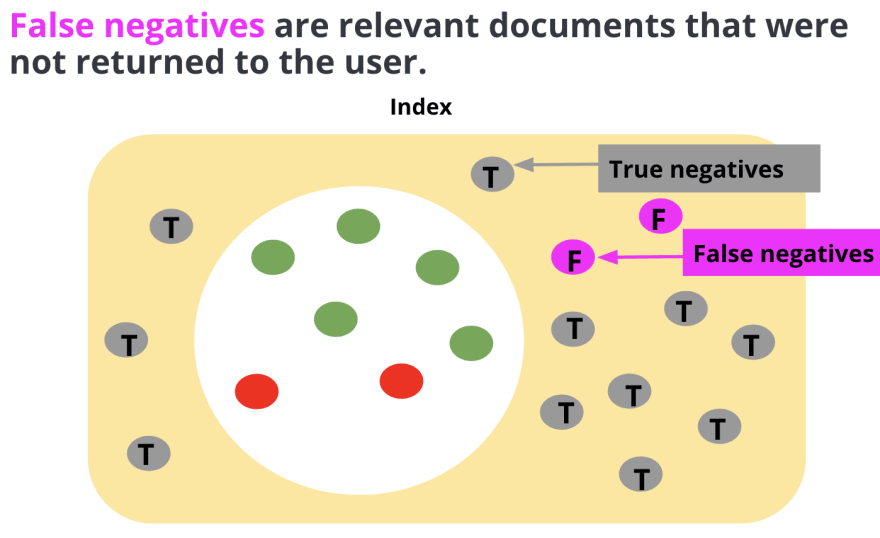 False negatives are relevant documents that were
not returned to the user.
Index
T
True negatives
F
T
F
False negatives
T
T
T
T
T
T
T
T
T
T